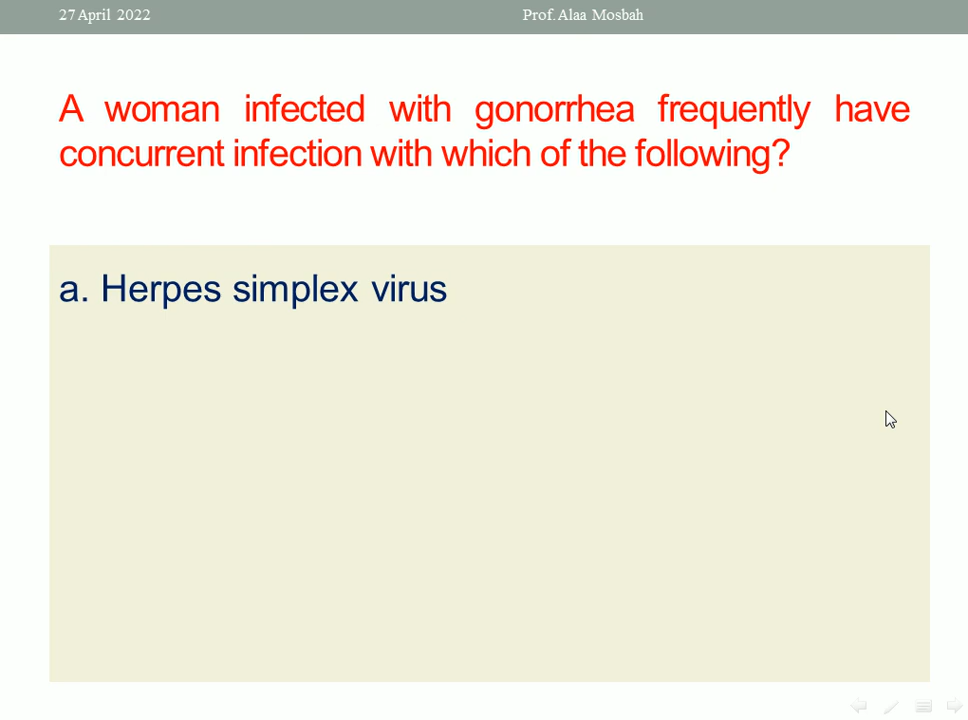 27 April 2022
Prof. Alaa Mosbah
A woman infected with gonorrhea frequently have
concurrent infection with which of the following?
a. Herpes simplex virus